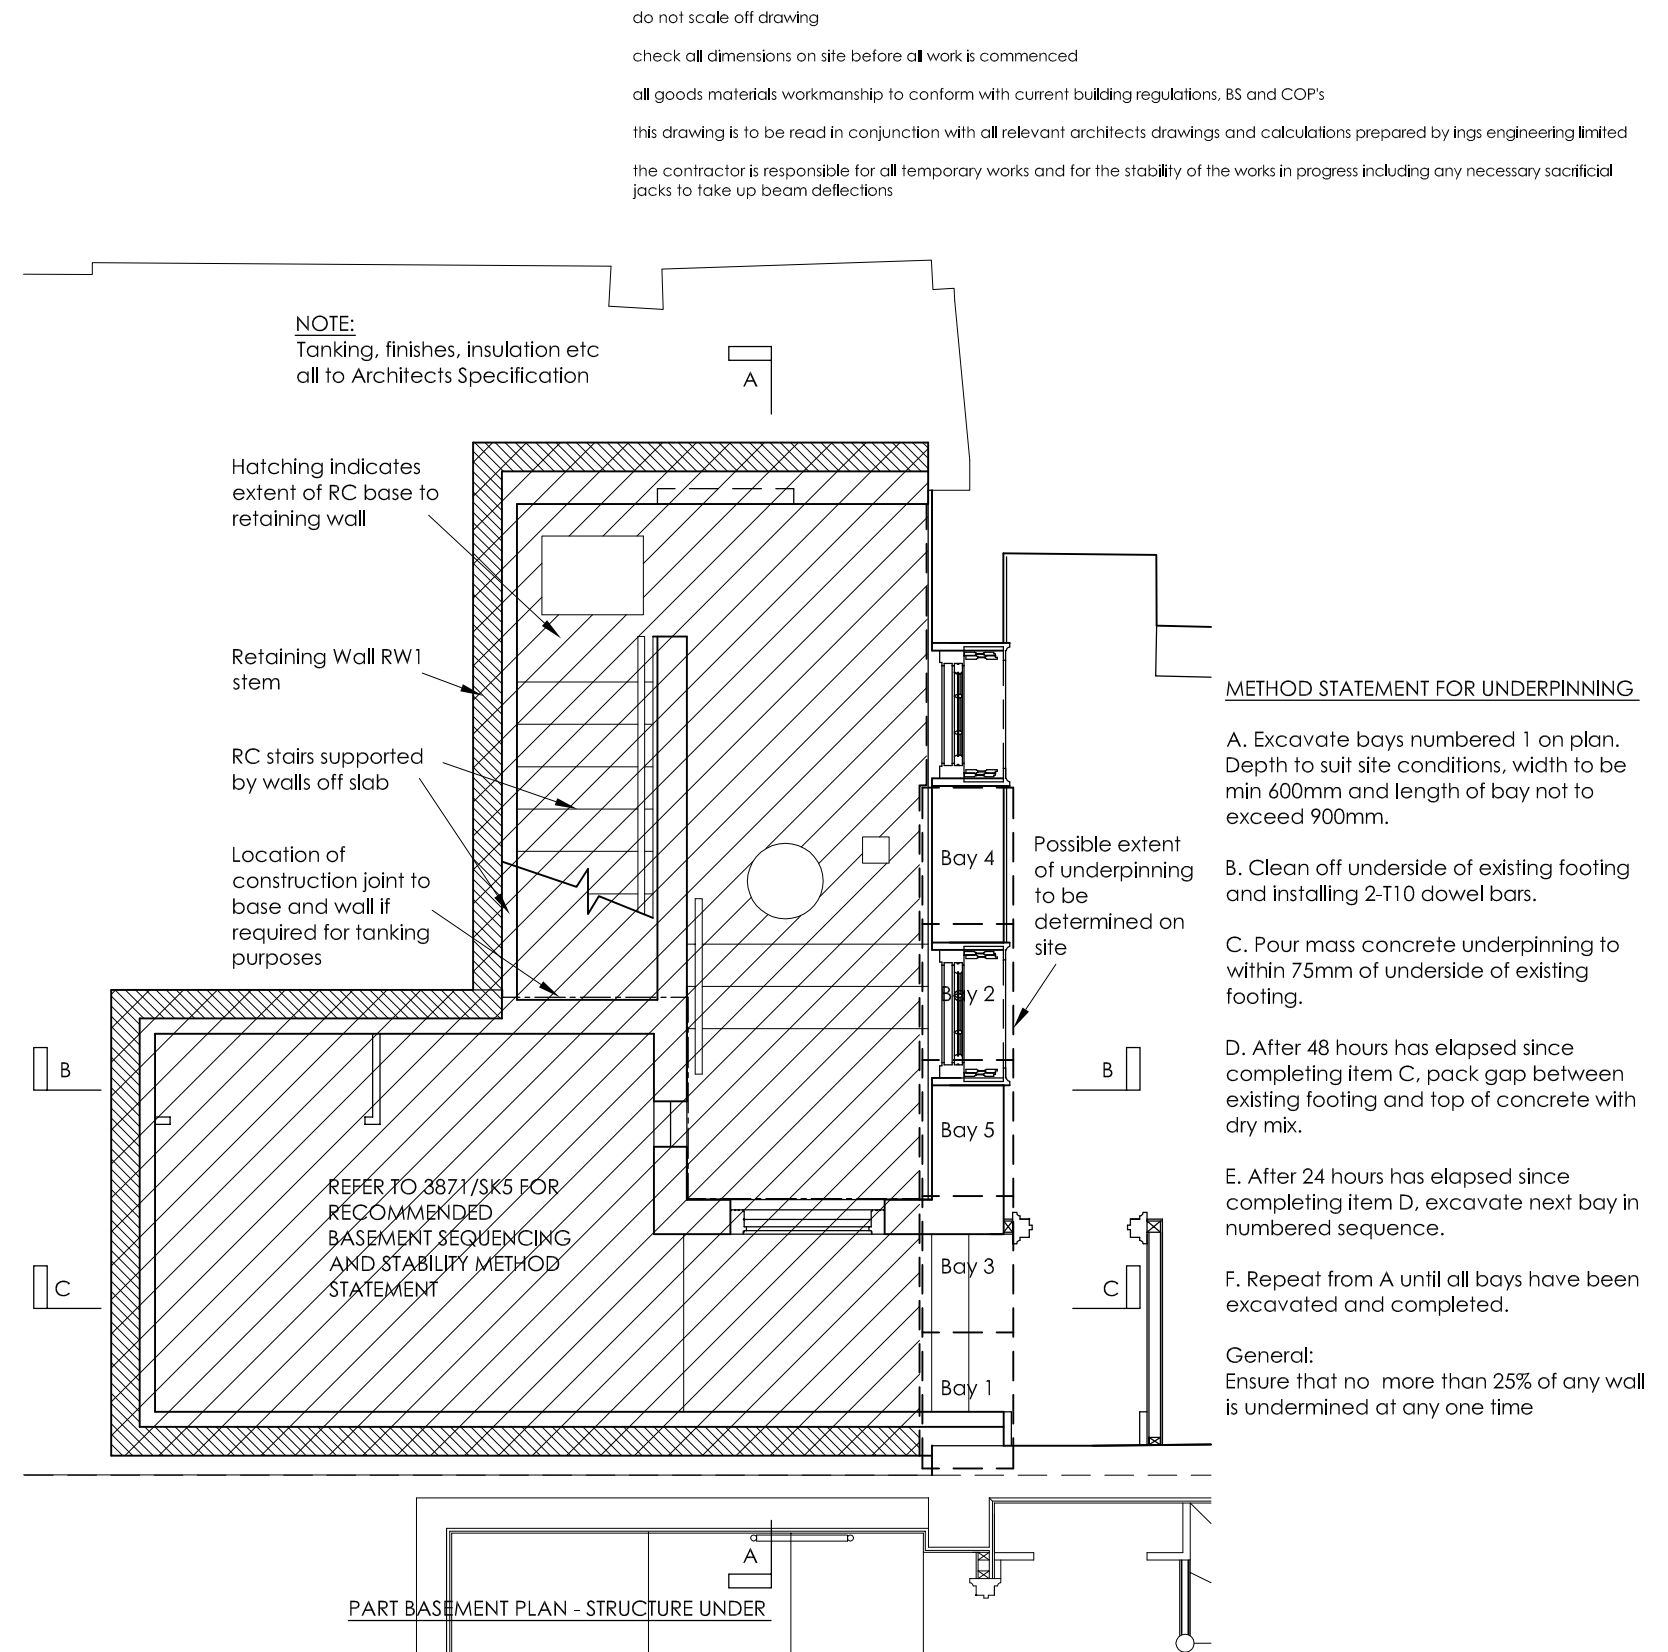 do not scale off drawing
check all dimensions on site before all work is commenced
all goods materials workmanship to conform with current building regulations, BS and COP's
this drawing is to be read in conjunction with all relevant architects drawings and calculations prepared by ings engineering limited
the contractor is responsible for all temporary works and for the stability of the works in progress including any necessary sacrificial
jacks to take up beam deflections
NOTE:
Tanking, finishes, insulation etc
all to Architects Specification
A
Hatching indicates
extent of RC base to
retaining wall
Retaining Wall RW1
stem
RC stairs supported
by walls off slab
Location of
construction joint to
base and wall if
required for tanking
purposes
Bay 4
Bay 2
Bay 5
Bay 3
Bay 1
Possible extent
of underpinning
to be
determined on
site
B
B
C
C
REFER TO 3871/SK5 FOR
RECOMMENDED
BASEMENT SEQUENCING
AND STABILITY METHOD
STATEMENT
METHOD STATEMENT FOR UNDERPINNING
A. Excavate bays numbered 1 on plan.
Depth to suit site conditions, width to be
min 600mm and length of bay not to
exceed 900mm.
B. Clean off underside of existing footing
and installing 2-T10 dowel bars.
C. Pour mass concrete underpinning to
within 75mm of underside of existing
footing.
D. After 48 hours has elapsed since
completing item C, pack gap between
existing footing and top of concrete with
dry mix.
E. After 24 hours has elapsed since
completing item D, excavate next bay in
numbered sequence.
F. Repeat from A until all bays have been
excavated and completed.
General:
Ensure that no more than 25% of any wall
is undermined at any one time
A
PART BASEMENT PLAN - STRUCTURE UNDER